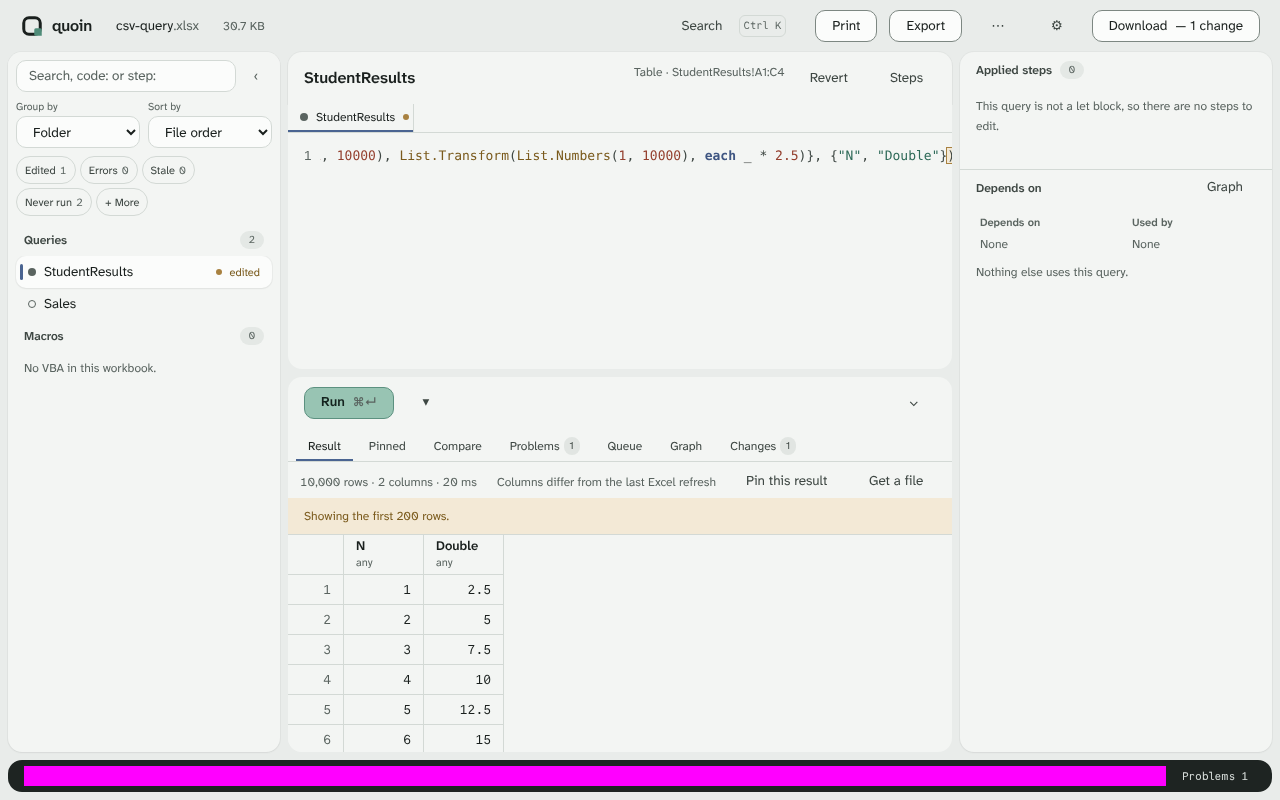 quoin
csv-query.xlsx
30.7 KB
Search
Ctrl K
Print
Export
⋯
⚙
Download — 1 change
Search, code: or step:
‹
Group by
Sort by
Folder
File order
Edited 1
Errors 0
Stale 0
Never run 2
+ More
Queries
2
StudentResults
edited
Sales
Macros
0
No VBA in this workbook.
StudentResults
Table · StudentResults!A1:C4
Revert
Steps
StudentResults
1 , 10000), List.Transform(List.Numbers(1, 10000), each _ * 2.5)}, {"N", "Double"})
Run ⌘↵
▼
Result
Pinned
Compare
Problems 1
Queue
Graph
Changes 1
10,000 rows · 2 columns · 20 ms
Columns differ from the last Excel refresh
Pin this result
Get a file
Showing the first 200 rows.
N Double
any any
1 1 2.5
2 2 5
3 3 7.5
4 4 10
5 5 12.5
6 6 15
Applied steps 0
This query is not a let block, so there are no steps to
edit.
Depends on
Graph
Depends on Used by
None None
Nothing else uses this query.
Problems 1